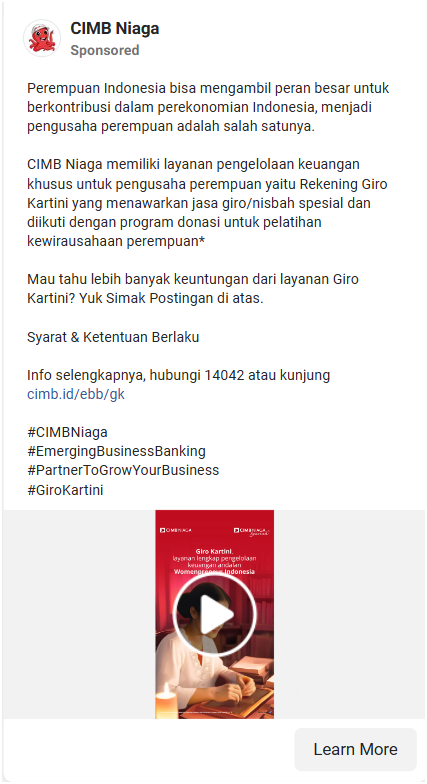 CIMB Niaga
Sponsored
Perempuan Indonesia bisa mengambil peran besar untuk
berkontribusi dalam perekonomian Indonesia, menjadi
pengusaha perempuan adalah salah satunya.
CIMB Niaga memiliki layanan pengelolaan keuangan
khusus untuk pengusaha perempuan yaitu Rekening Giro
Kartini yang menawarkan jasa giro/nisbah spesial dan
diikuti dengan program donasi untuk pelatihan
kewirausahaan perempuan*
Mau tahu lebih banyak keuntungan dari layanan Giro
Kartini? Yuk Simak Postingan di atas.
Syarat & Ketentuan Berlaku
Info selengkapnya, hubungi 14042 atau kunjung
cimb.id/ebb/gk
#CIMBNiaga
#EmergingBusinessBanking
#PartnerToGrowYourBusiness
#GiroKartini
CIMBNIAGA CIMBNIAGA Syariah
Giro Kartini,
layanan lengkap pengelolaan
keuangan andalan
Womenpreneur Indonesia
Learn More